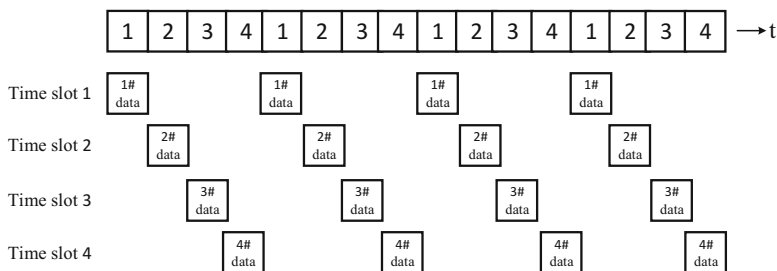 1 2 3 4 1 2 3 4 1 2 3 4 1 2 3 4 t
Time slot 1 1# data 1# data 1# data 1# data
Time slot 2 2# data 2# data 2# data 2# data
Time slot 3 3# data 3# data 3# data 3# data
Time slot 4 4# data 4# data 4# data 4# data